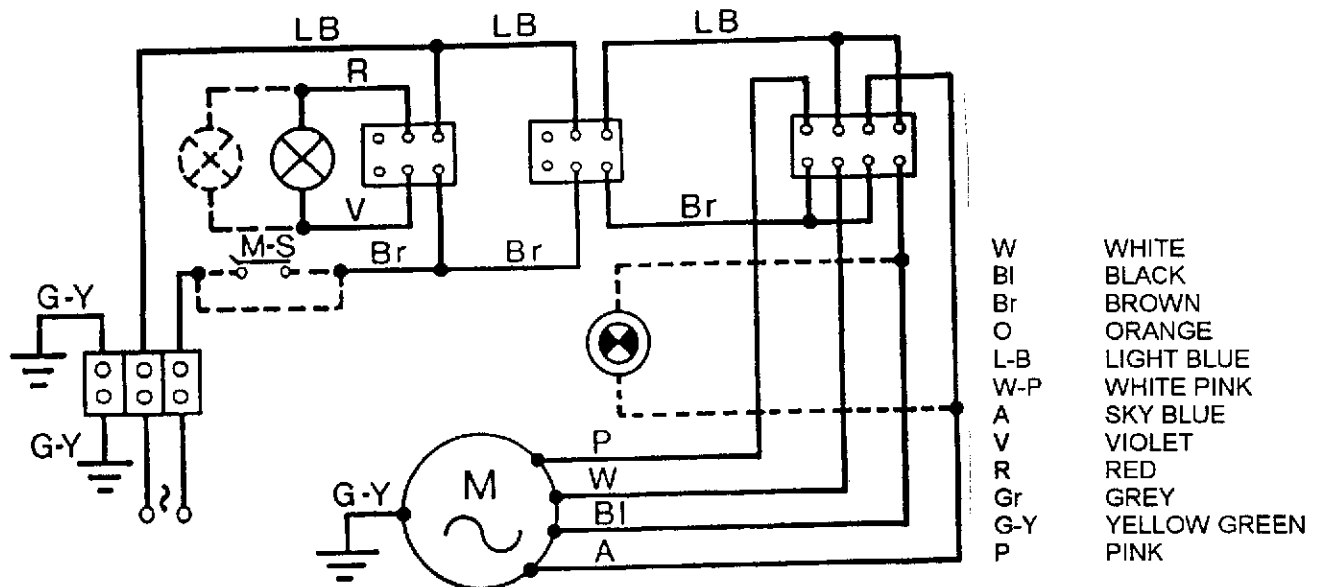 LB
LB
LB
R
V
M-S
Br
Br
Br
G-Y
G-Y
G-Y
M
P
W
Bl
A
W WHITE
Bl BLACK
Br BROWN
O ORANGE
L-B LIGHT BLUE
W-P WHITE PINK
A SKY BLUE
V VIOLET
R RED
Gr GREY
G-Y YELLOW GREEN
P PINK